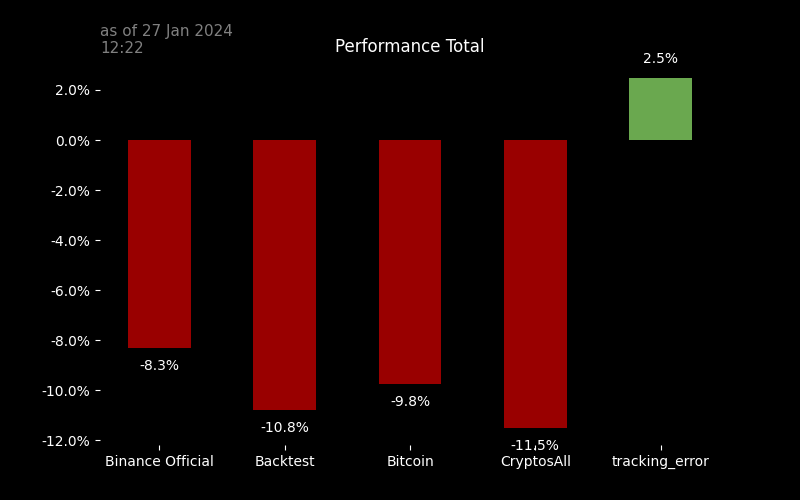 as of 27 Jan 2024
12:22
Performance Total
2.5%
2.0%
0.0%
-2.0%
-4.0%
-6.0%
-8.0%
-10.0%
-12.0%
-8.3%
-10.8%
-9.8%
-11.5%
Binance Official
Backtest
Bitcoin
CryptosAll
tracking_error